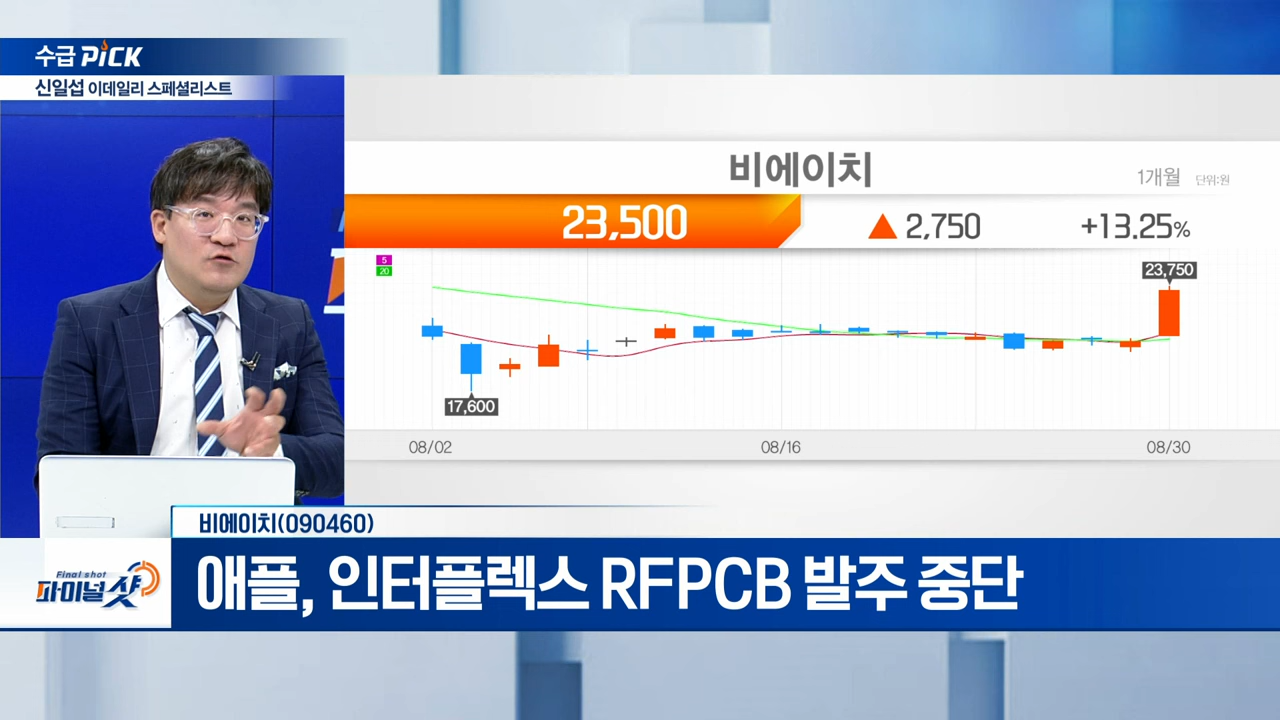 수급 PiCK
신일섭 이데일리 스페셜리스트
비에이치
1개월 단위:원
23,500 ▲ 2,750 +13.25%
5
20
23,750
17,600
08/02 08/16 08/30
비에이치(090460)
Final shot
파이널샷
애플, 인터플렉스 RFPCB 발주 중단